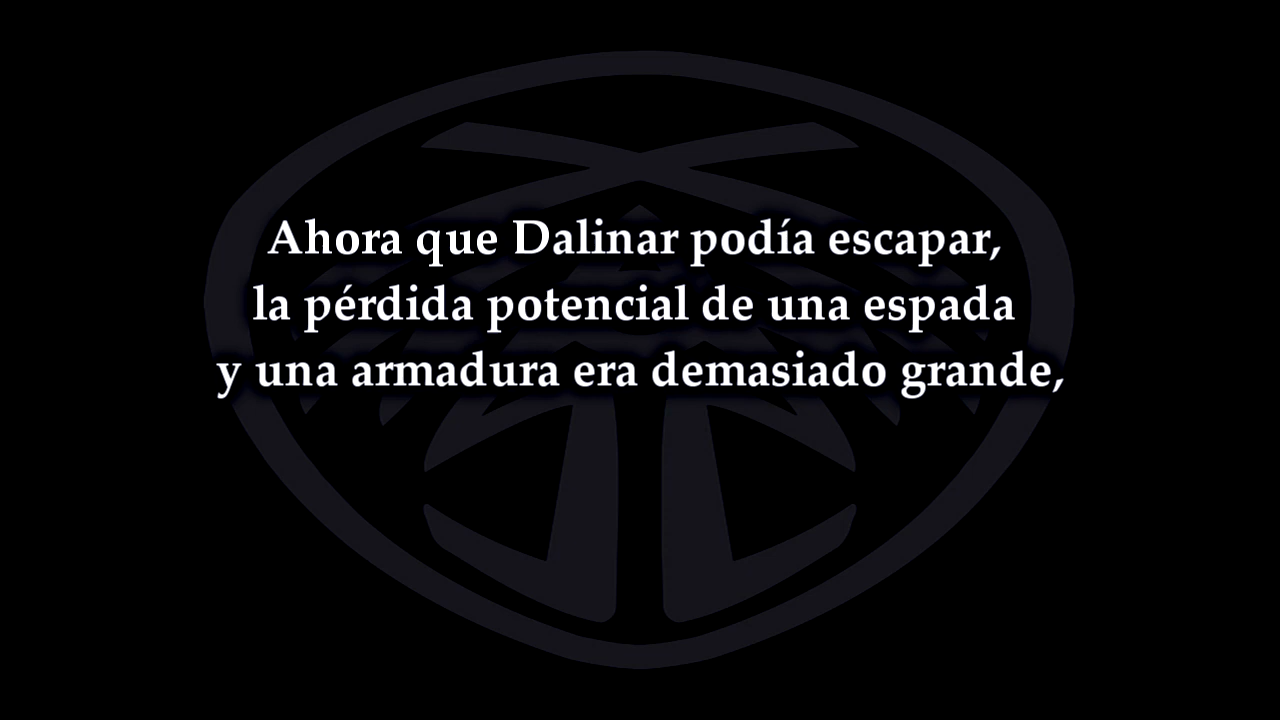 Ahora que Dalinar podía escapar,
la pérdida potencial de una espada
y una armadura era demasiado grande,